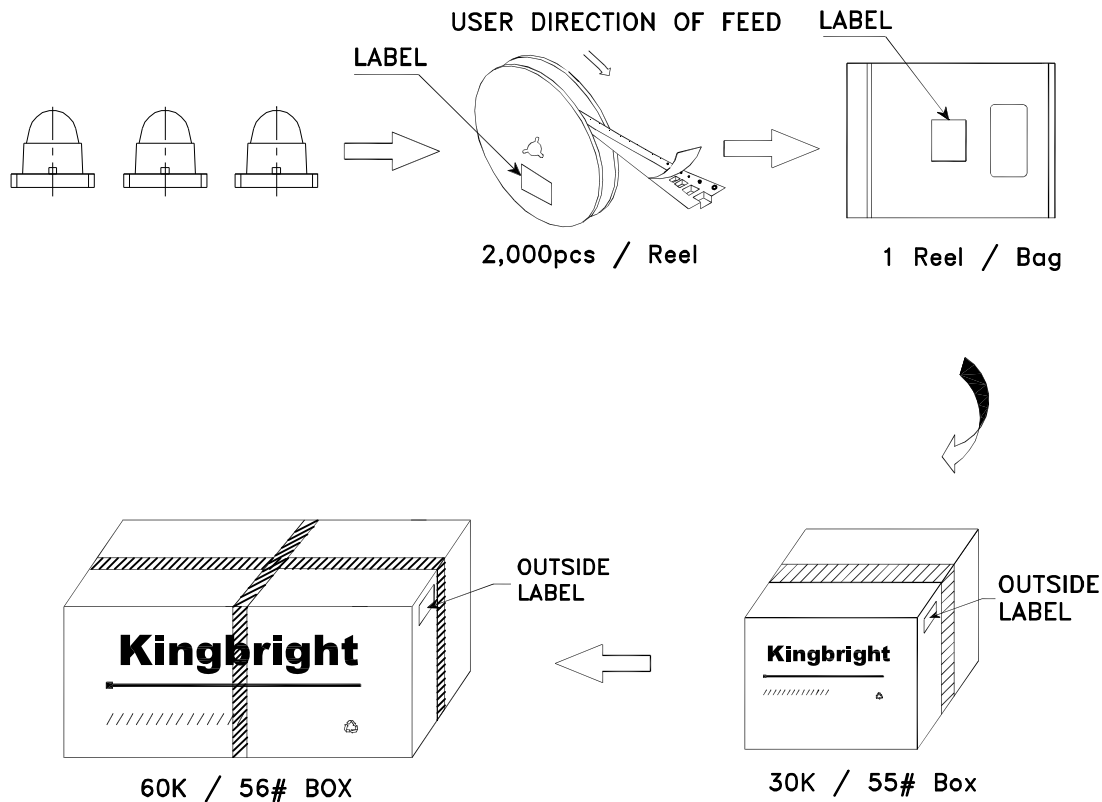 USER DIRECTION OF FEED
LABEL
LABEL
2,000pcs / Reel
1 Reel / Bag
OUTSIDE
LABEL
OUTSIDE
LABEL
Kingbright
Kingbright
60K / 56# BOX
30K / 55# Box